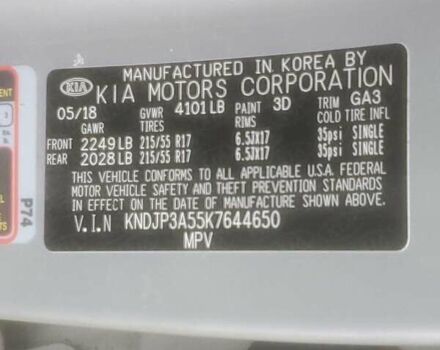 MANUFACTURED IN KOREA BY
KIA KIA MOTORS CORPORATION
05/18 GVWR 4101 LB PAINT 3D TRIM GA3
GAWR TIRES RIMS COLD TIRE INFL
FRONT 2249 LB 215/55 R17 6.5JX17 35psi SINGLE
REAR 2028 LB 215/55 R17 6.5JX17 35psi SINGLE
THIS VEHICLE CONFORMS TO ALL APPLICABLE U.S.A. FEDERAL
MOTOR VEHICLE SAFETY AND THEFT PREVENTION STANDARDS
IN EFFECT ON THE DATE OF MANUFACTURE SHOWN ABOVE.
V.I.N KNDJP3A55K7644650
MPV
P74